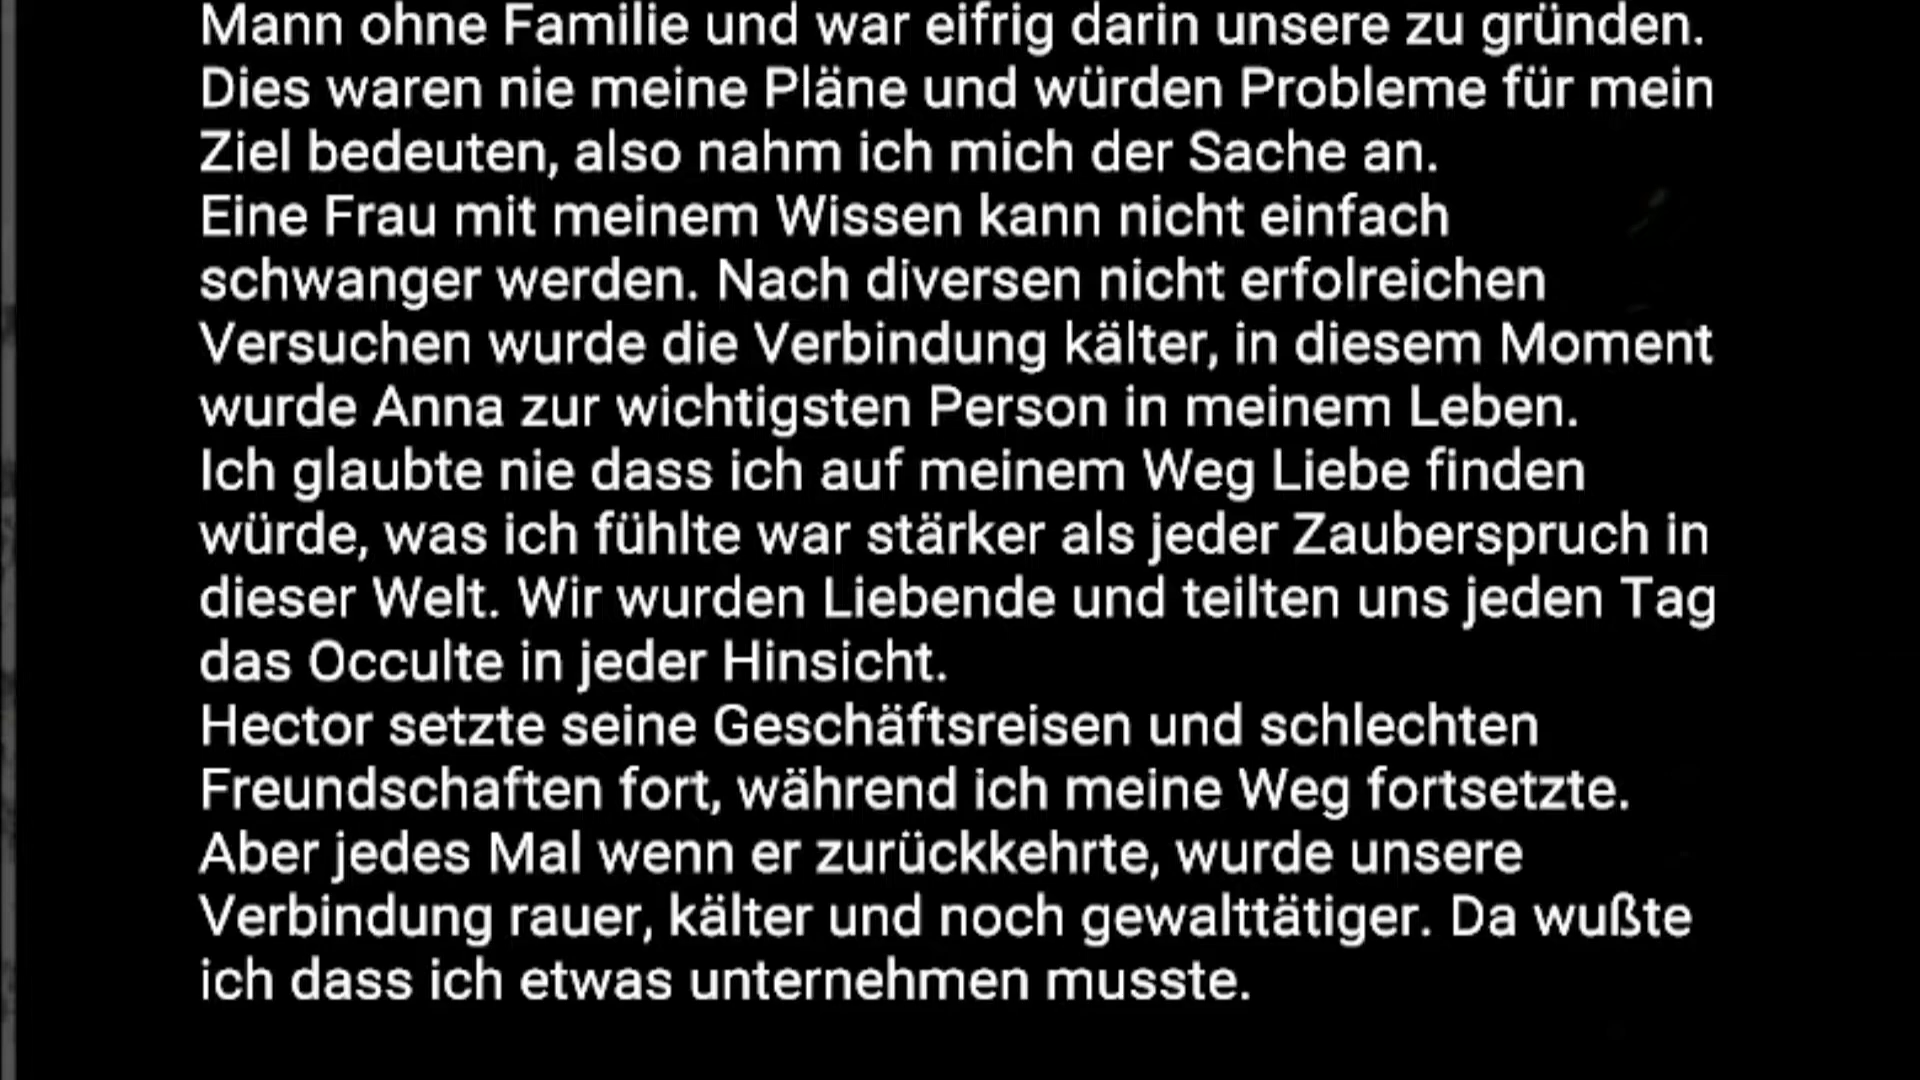 Mann ohne Familie und war eifrig darin unsere zu gründen.
Dies waren nie meine Pläne und würden Probleme für mein
Ziel bedeuten, also nahm ich mich der Sache an.
Eine Frau mit meinem Wissen kann nicht einfach
schwanger werden. Nach diversen nicht erfolreichen
Versuchen wurde die Verbindung kälter, in diesem Moment
wurde Anna zur wichtigsten Person in meinem Leben.
Ich glaubte nie dass ich auf meinem Weg Liebe finden
würde, was ich fühlte war stärker als jeder Zauberspruch in
dieser Welt. Wir wurden Liebende und teilten uns jeden Tag
das Occulte in jeder Hinsicht.
Hector setzte seine Geschäftsreisen und schlechten
Freundschaften fort, während ich meine Weg fortsetzte.
Aber jedes Mal wenn er zurückkehrte, wurde unsere
Verbindung rauer, kälter und noch gewalttätiger. Da wußte
ich dass ich etwas unternehmen musste.